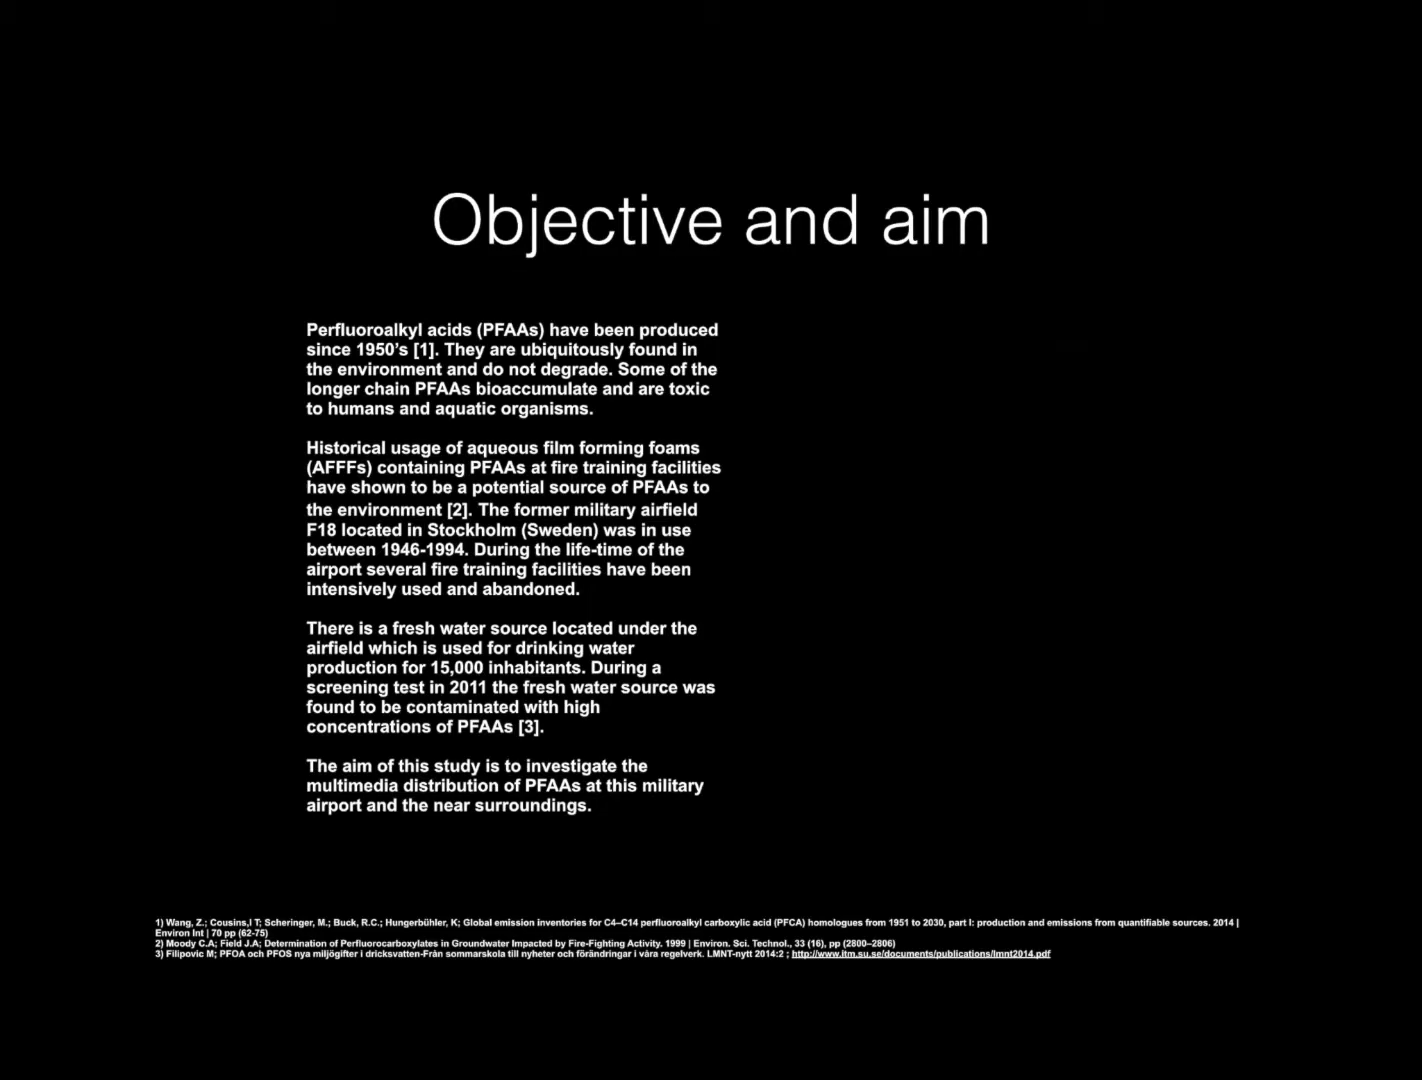 Objective and aim
Perfluoroalkyl acids (PFAAs) have been produced
since 1950's [1]. They are ubiquitously found in
the environment and do not degrade. Some of the
longer chain PFAAs bioaccumulate and are toxic
to humans and aquatic organisms.
Historical usage of aqueous film forming foams
(AFFFs) containing PFAAs at fire training facilities
have shown to be a potential source of PFAAs to
the environment [2]. The former military airfield
F18 located in Stockholm (Sweden) was in use
between 1946-1994. During the life-time of the
airport several fire training facilities have been
intensively used and abandoned.
There is a fresh water source located under the
airfield which is used for drinking water
production for 15,000 inhabitants. During a
screening test in 2011 the fresh water source was
found to be contaminated with high
concentrations of PFAAs [3].
The aim of this study is to investigate the
multimedia distribution of PFAAs at this military
airport and the near surroundings.
1) Wang, Z.; Cousins,I T; Scheringer, M.; Buck, R.C.; Hungerbühler, K; Global emission inventories for C4–C14 perfluoroalkyl carboxylic acid (PFCA) homologues from 1951 to 2030, part I: production and emissions from quantifiable sources. 2014 |
Environ Int | 70 pp (62-75)
2) Moody C.A; Field J.A; Determination of Perfluorocarboxylates in Groundwater Impacted by Fire-Fighting Activity. 1999 | Environ. Sci. Technol., 33 (16), pp (2800–2806)
3) Filipovic M; PFOA och PFOS nya miljögifter i dricksvatten-Från sommarskola till nyheter och förändringar i våra regelverk. LMNT-nytt 2014:2 ; http://www.itm.su.se/documents/publications/lmnt2014.pdf